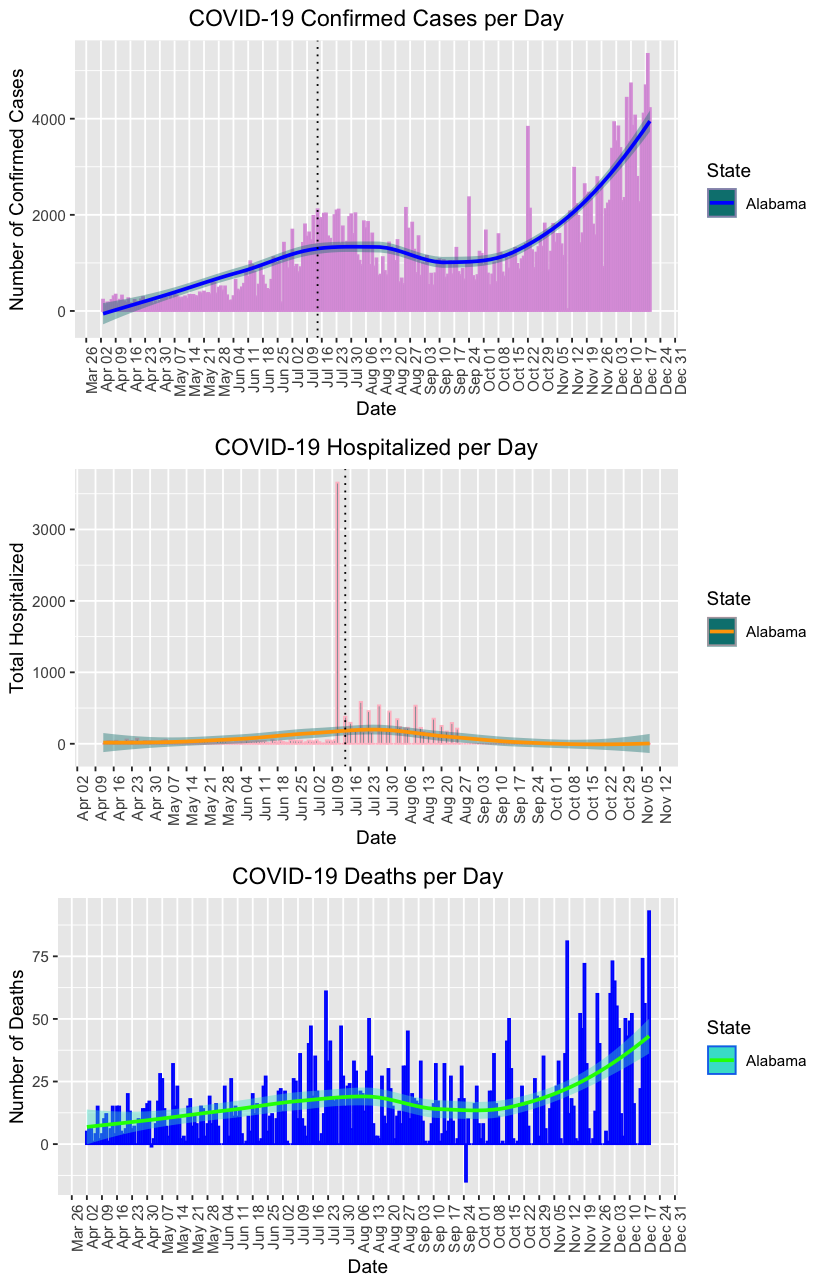 COVID-19 Confirmed Cases per Day
Number of Confirmed Cases
4000
2000
0
Mar 26
Apr 02
Apr 09
Apr 16
Apr 23
Apr 30
May 07
May 14
May 21
May 28
Jun 04
Jun 11
Jun 18
Jun 25
Jul 02
Jul 09
Jul 16
Jul 23
Jul 30
Aug 06
Aug 13
Aug 20
Aug 27
Sep 03
Sep 10
Sep 17
Sep 24
Oct 01
Oct 08
Oct 15
Oct 22
Oct 29
Nov 05
Nov 12
Nov 19
Nov 26
Dec 03
Dec 10
Dec 17
Dec 24
Dec 31
Date
State
Alabama
COVID-19 Hospitalized per Day
Total Hospitalized
3000
2000
1000
0
Apr 02
Apr 09
Apr 16
Apr 23
Apr 30
May 07
May 14
May 21
May 28
Jun 04
Jun 11
Jun 18
Jun 25
Jul 02
Jul 09
Jul 16
Jul 23
Jul 30
Aug 06
Aug 13
Aug 20
Aug 27
Sep 03
Sep 10
Sep 17
Sep 24
Oct 01
Oct 08
Oct 15
Oct 22
Oct 29
Nov 05
Nov 12
Date
State
Alabama
COVID-19 Deaths per Day
Number of Deaths
75
50
25
0
Mar 26
Apr 02
Apr 09
Apr 16
Apr 23
Apr 30
May 07
May 14
May 21
May 28
Jun 04
Jun 11
Jun 18
Jun 25
Jul 02
Jul 09
Jul 16
Jul 23
Jul 30
Aug 06
Aug 13
Aug 20
Aug 27
Sep 03
Sep 10
Sep 17
Sep 24
Oct 01
Oct 08
Oct 15
Oct 22
Oct 29
Nov 05
Nov 12
Nov 19
Nov 26
Dec 03
Dec 10
Dec 17
Dec 24
Dec 31
Date
State
Alabama